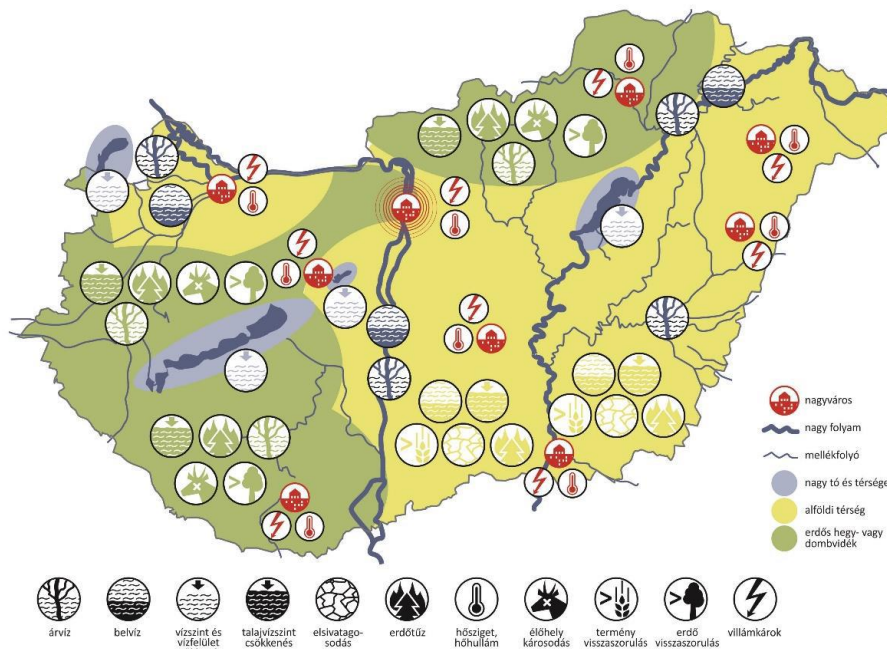 nagyváros
nagy folyam
mellékfolyó
nagy tó és térsége
alföldi térség
erdős hegy- vagy
dombvidék
árvíz
belvíz
vízszint és
vízfelület
talajvízszint
csökkenés
elsivatago-
sodás
erdőtűz
hősziget,
hőhullám
élőhely
károsodás
termény
visszaszorulás
erdő
visszaszorulás
villámkárok